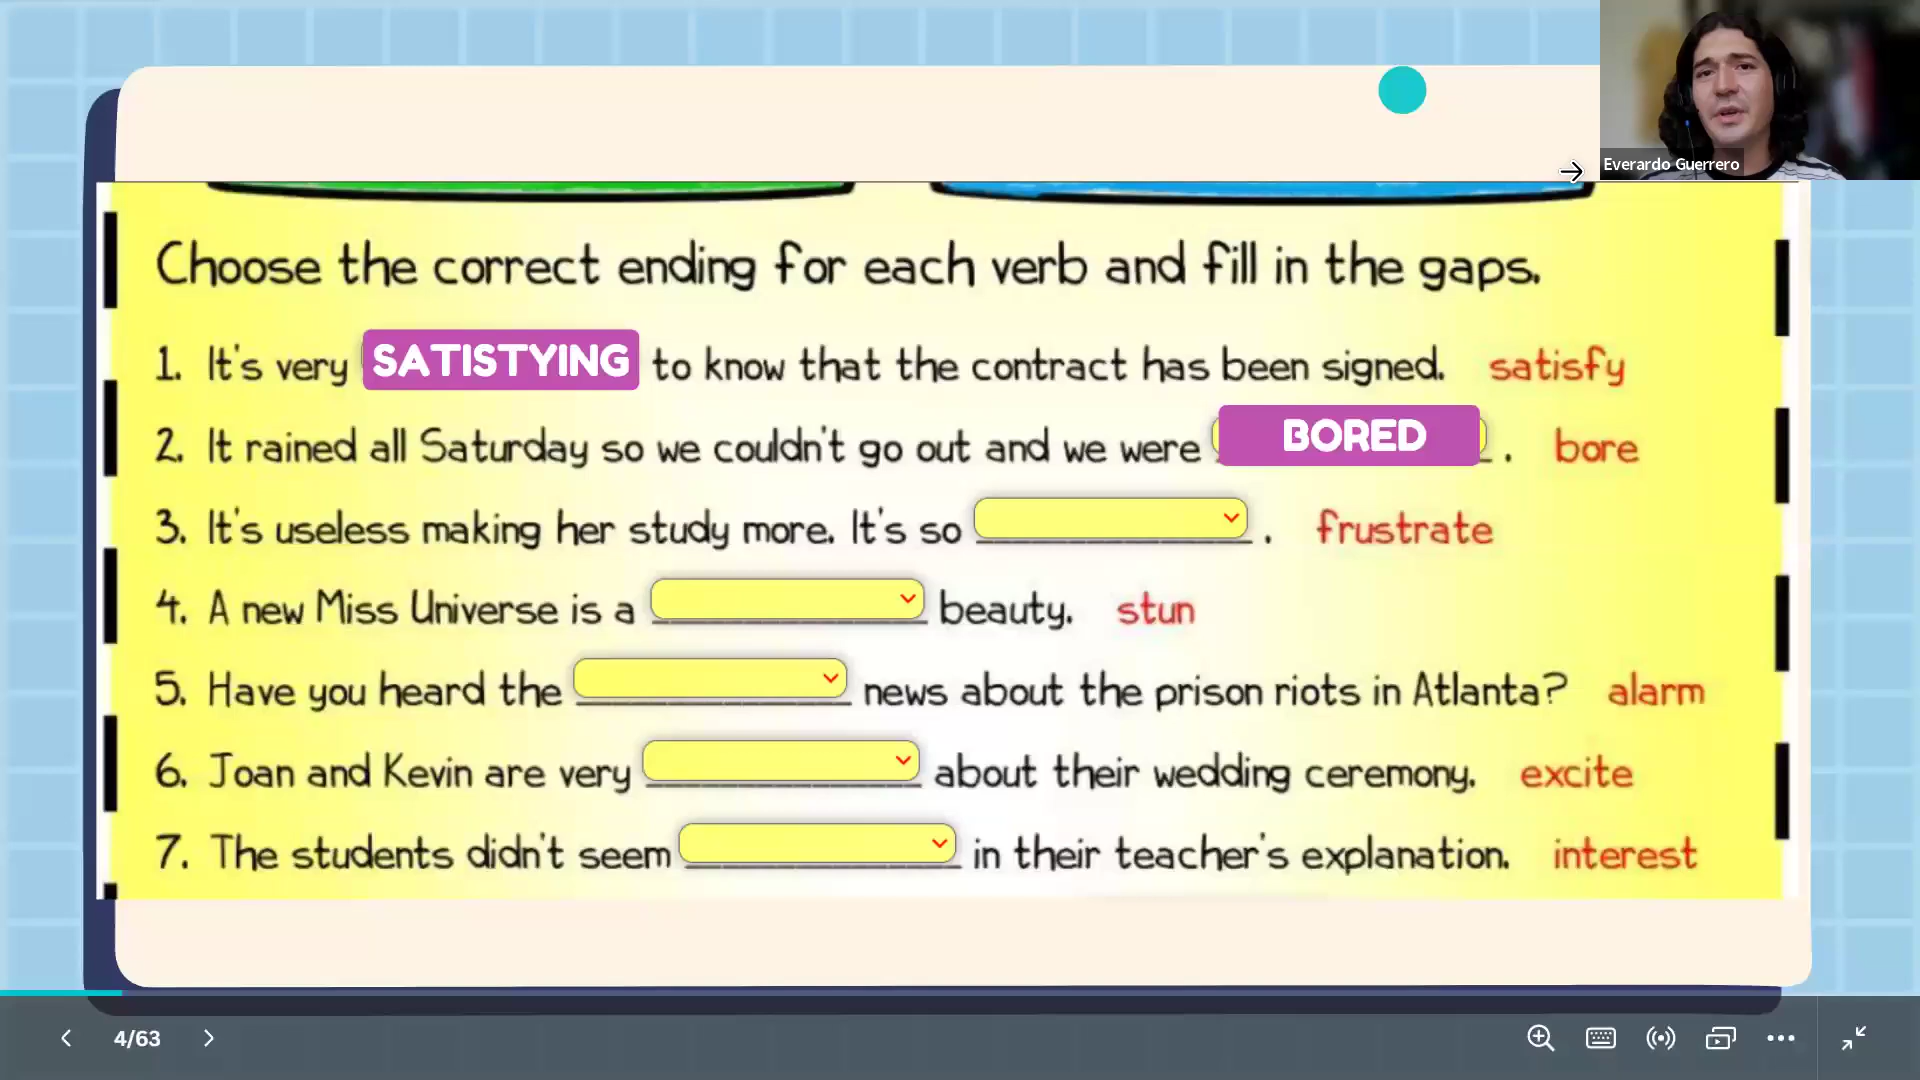 Everardo Guerrero
Choose the correct ending for each verb and fill in the gaps.
1. It's very SATISTYING to know that the contract has been signed. satisfy
2. It rained all Saturday so we couldn't go out and we were BORED . bore
3. It's useless making her study more. It's so . frustrate
4. A new Miss Universe is a beauty. stun
5. Have you heard the news about the prison riots in Atlanta? alarm
6. Joan and Kevin are very about their wedding ceremony. excite
7. The students didn't seem in their teacher's explanation. interest
4/63